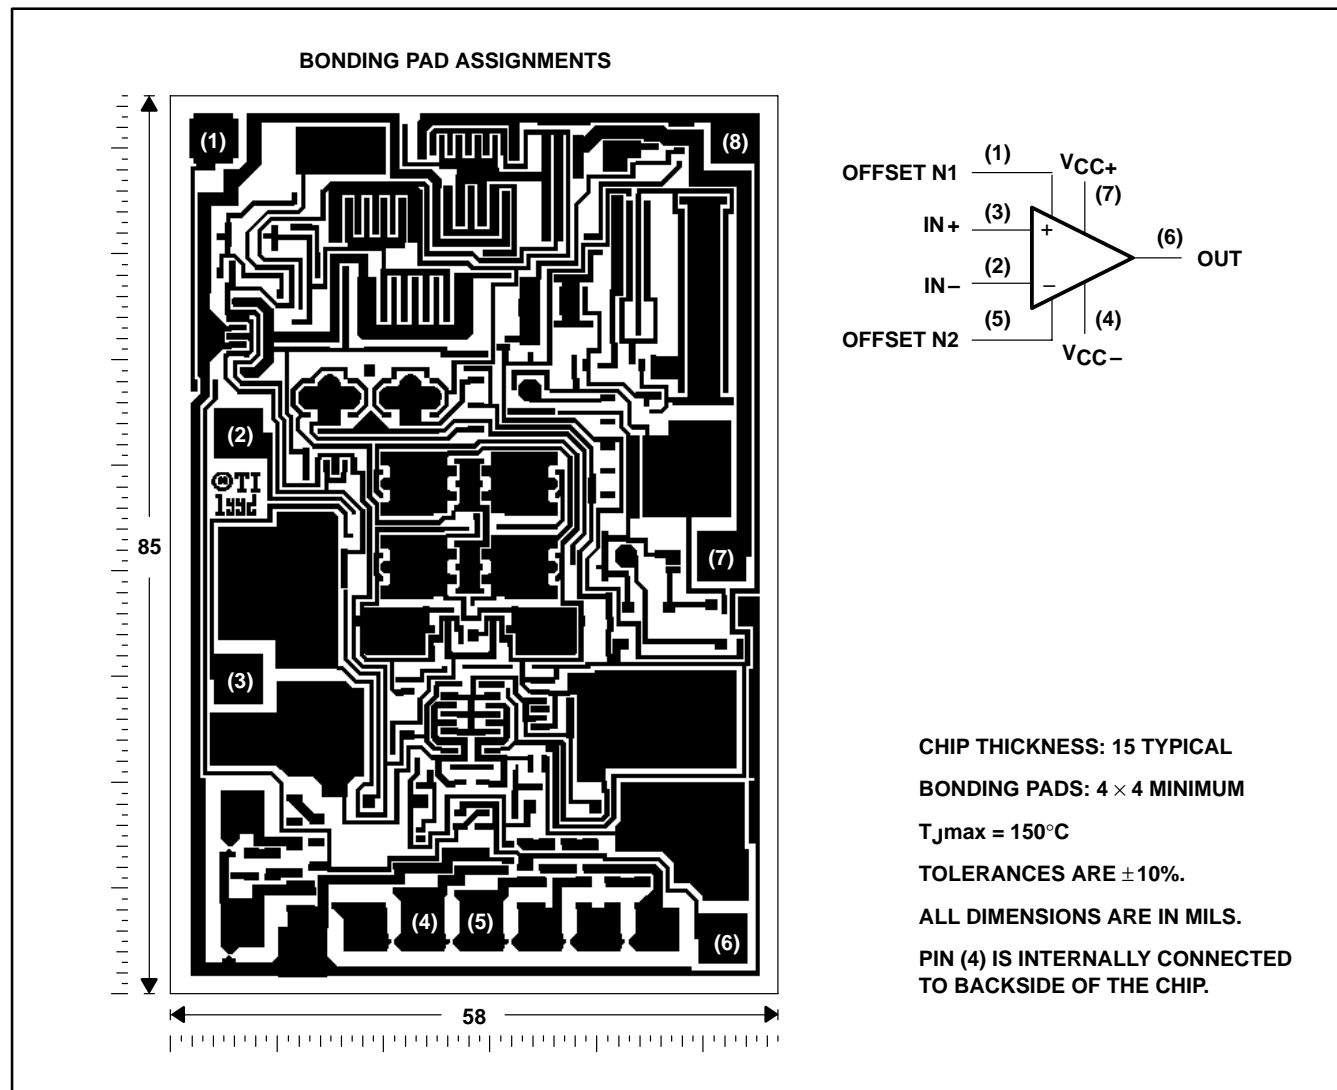 BONDING PAD ASSIGNMENTS
(1)
(8)
(2)
©TI
(7)
(3)
(4)
(5)
(6)
85
58
OFFSET N1
(1)
VCC+
(7)
IN+
(3)
+
(6)
OUT
IN−
(2)
−
OFFSET N2
(5)
(4)
VCC−
CHIP THICKNESS: 15 TYPICAL
BONDING PADS: 4 × 4 MINIMUM
TJmax = 150°C
TOLERANCES ARE ±10%.
ALL DIMENSIONS ARE IN MILS.
PIN (4) IS INTERNALLY CONNECTED
TO BACKSIDE OF THE CHIP.